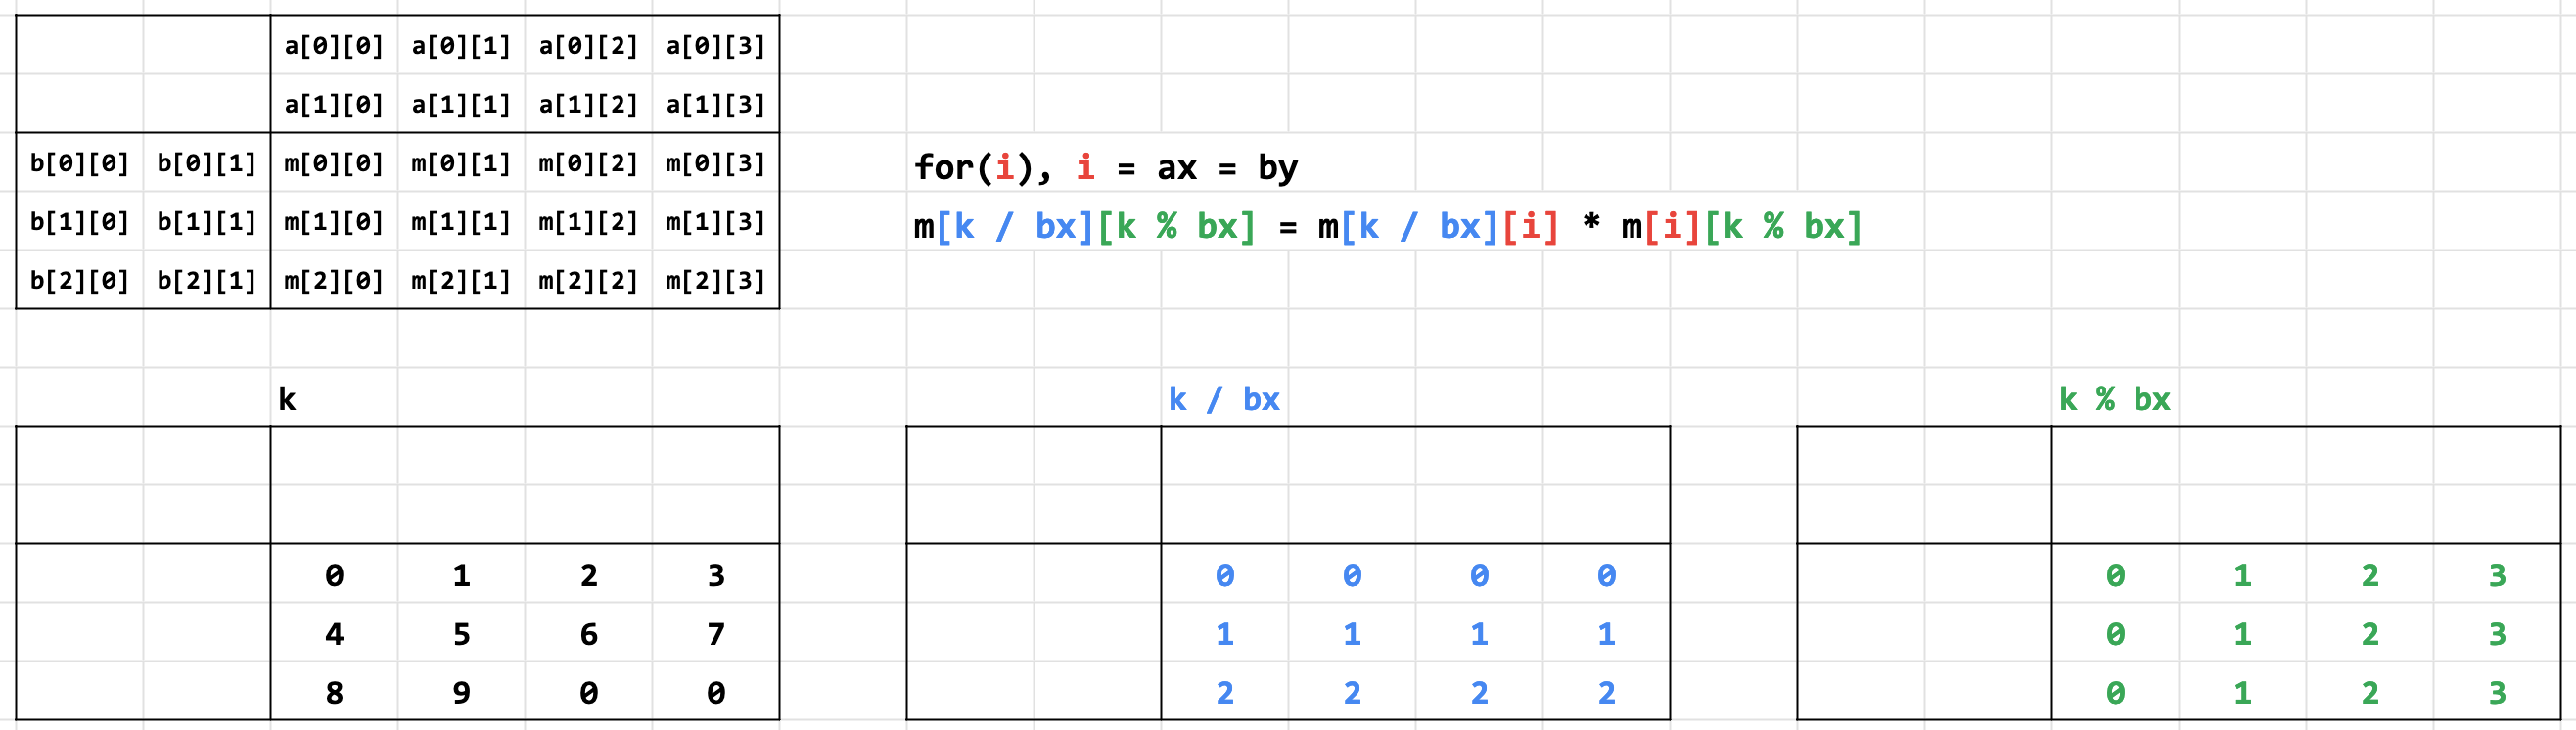 a[0][0] a[0][1] a[0][2] a[0][3]
a[1][0] a[1][1] a[1][2] a[1][3]
b[0][0] b[0][1] m[0][0] m[0][1] m[0][2] m[0][3]
b[1][0] b[1][1] m[1][0] m[1][1] m[1][2] m[1][3]
b[2][0] b[2][1] m[2][0] m[2][1] m[2][2] m[2][3]
for(i), i = ax = by
m[k / bx][k % bx] = m[k / bx][i] * m[i][k % bx]
k
0 1 2 3
4 5 6 7
8 9 0 0
k / bx
0 0 0 0
1 1 1 1
2 2 2 2
k % bx
0 1 2 3
0 1 2 3
0 1 2 3